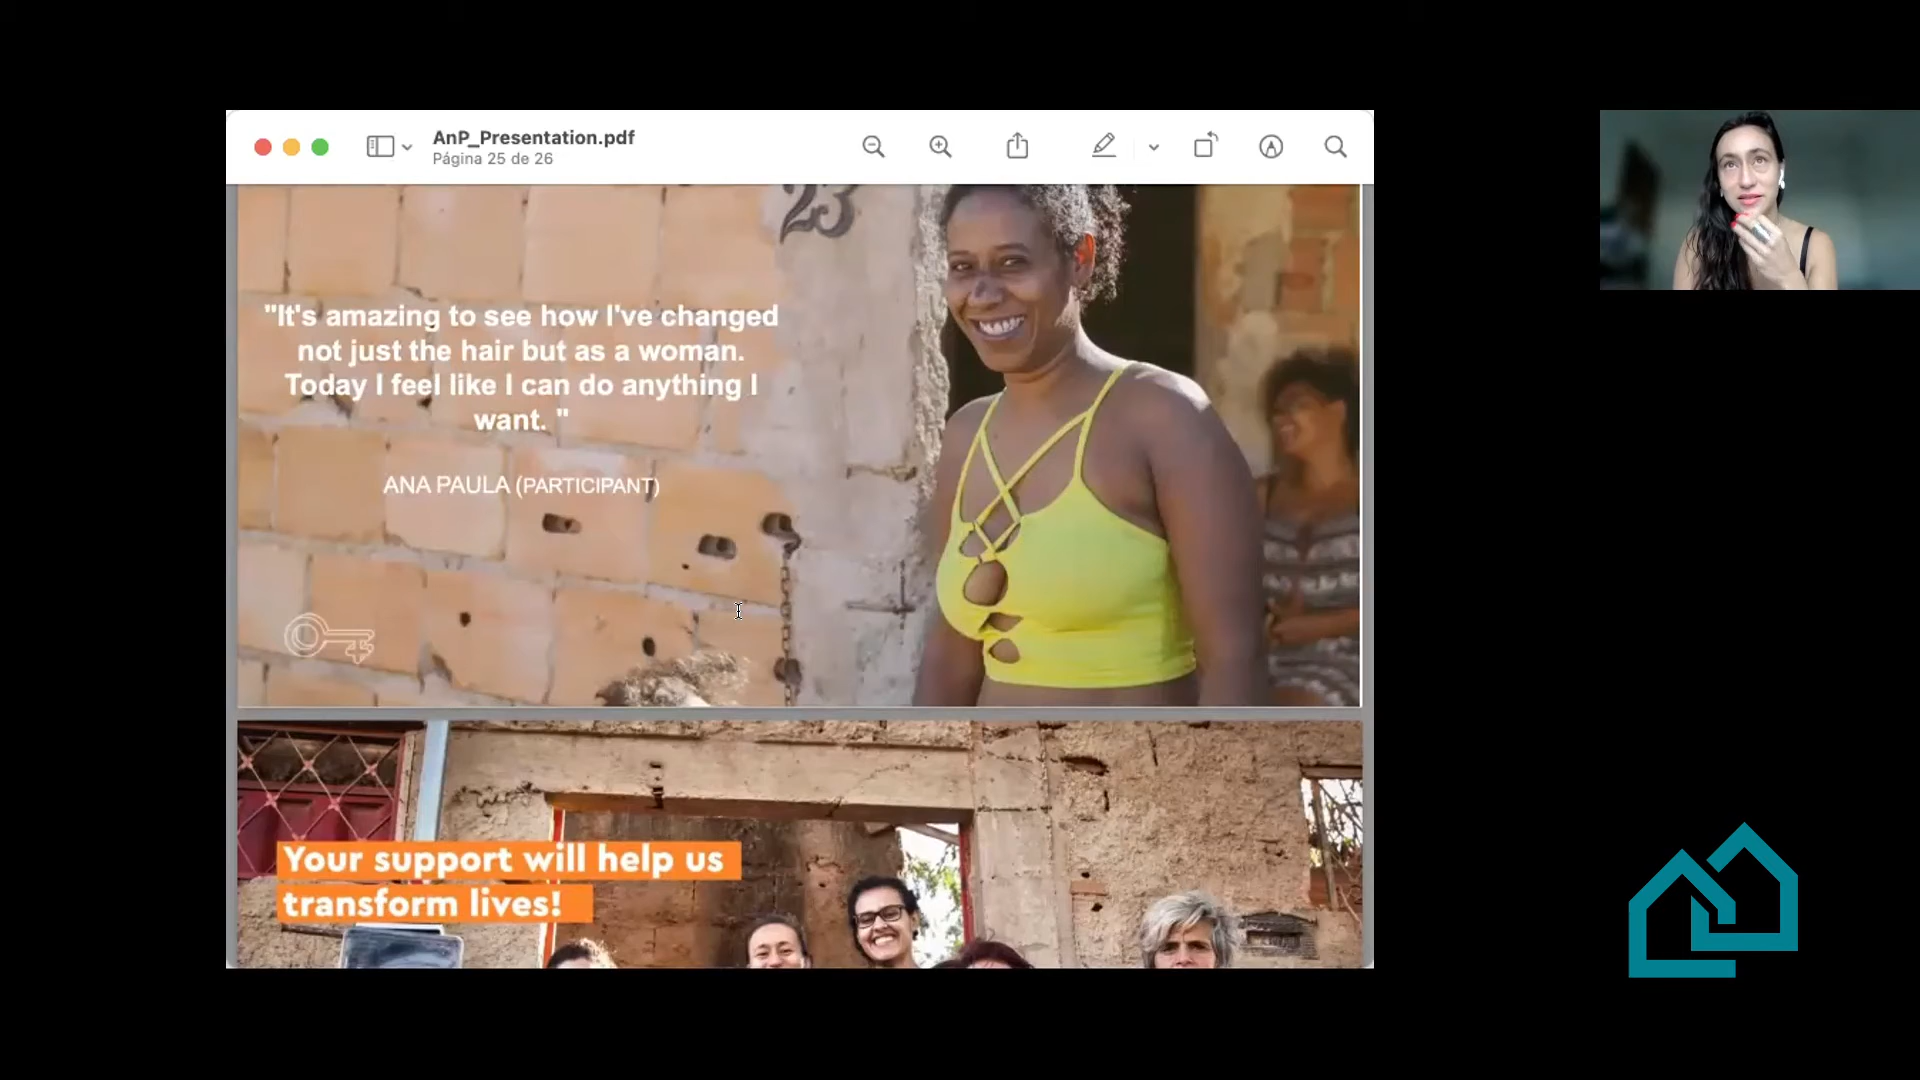 AnP_Presentation.pdf
Página 25 de 26
23
"It's amazing to see how I've changed
not just the hair but as a woman.
Today I feel like I can do anything I
want. "
ANA PAULA (PARTICIPANT)
Your support will help us
transform lives!